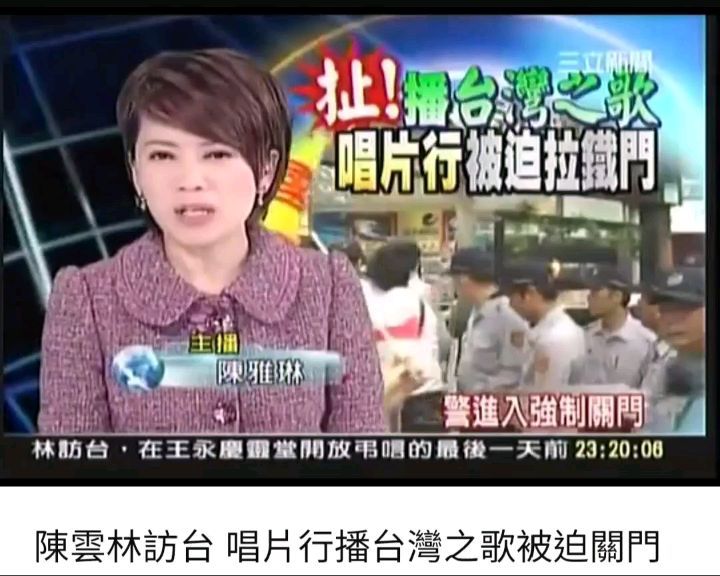 三立新聞
扯!播台灣之歌
唱片行被迫拉鐵門
主播
陳雅琳
警進入強制關門
林訪台，在王永慶靈堂開放弔唁的最後一天前 23:20:06
陳雲林訪台 唱片行播台灣之歌被迫關門